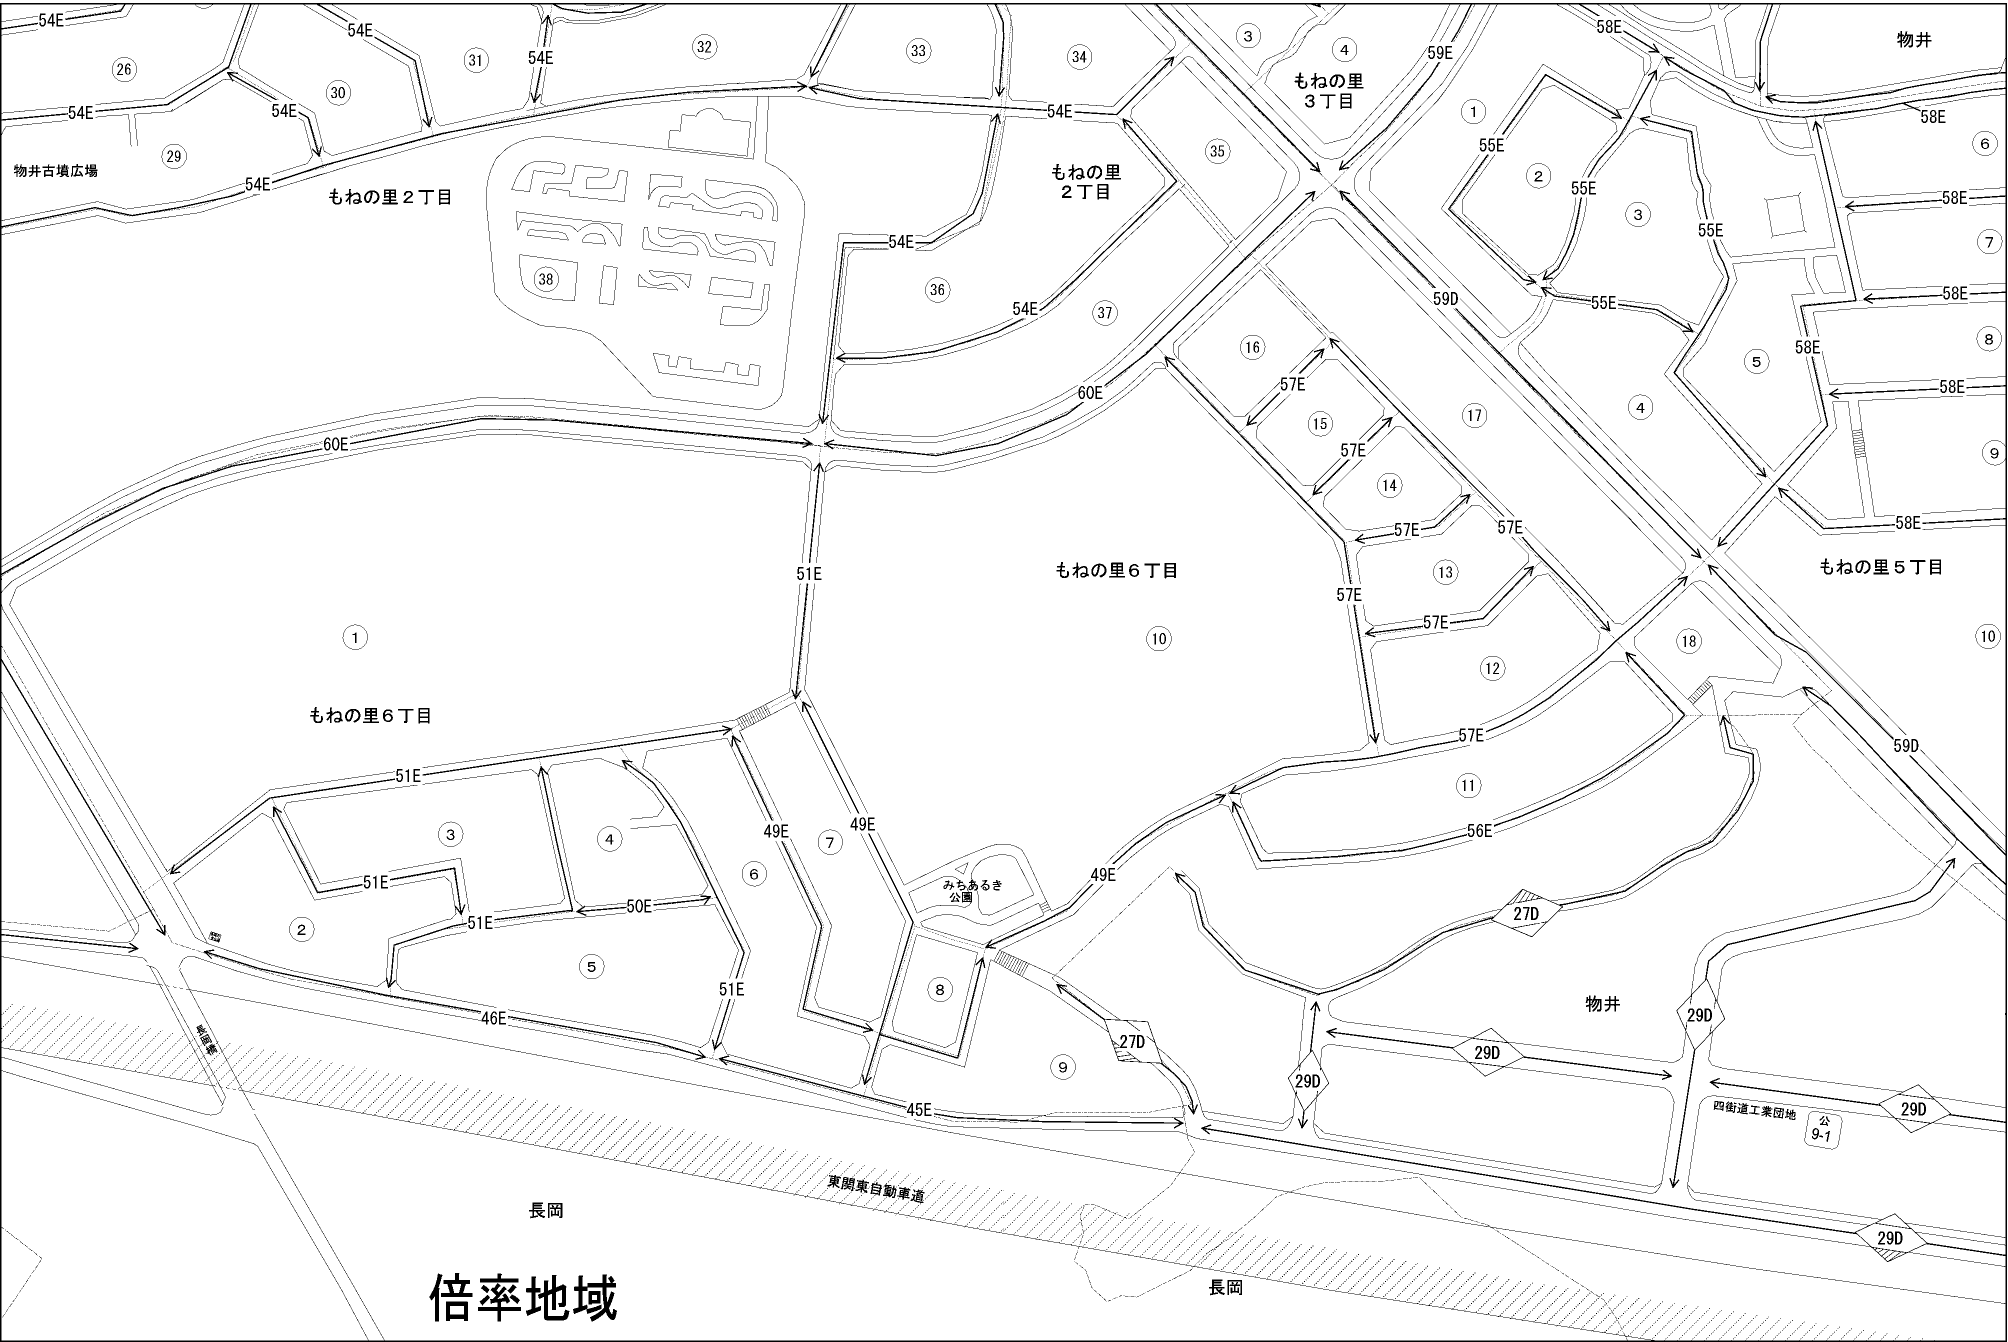 54E
54E
31
32
33
34
3
4
59E
58E
物井
26
54E
30
54E
もねの里
３丁目
1
58E
54E
54E
54E
29
物井古墳広場
54E
もねの里２丁目
もねの里
２丁目
35
55E
2
55E
3
55E
6
58E
7
54E
38
36
54E
37
59D
55E
58E
16
57E
5
58E
8
60E
57E
15
17
4
58E
60E
57E
14
9
57E
57E
58E
51E
もねの里６丁目
13
もねの里５丁目
57E
57E
1
10
12
18
10
もねの里６丁目
57E
59D
51E
11
3
4
49E
7
49E
56E
6
49E
51E
みちあるき
公園
50E
51E
27D
2
5
51E
8
物井
46E
29D
長岡橋
27D
29D
9
29D
45E
29D
四街道工業団地
公
9-1
東関東自動車道
長岡
29D
長岡
倍率地域